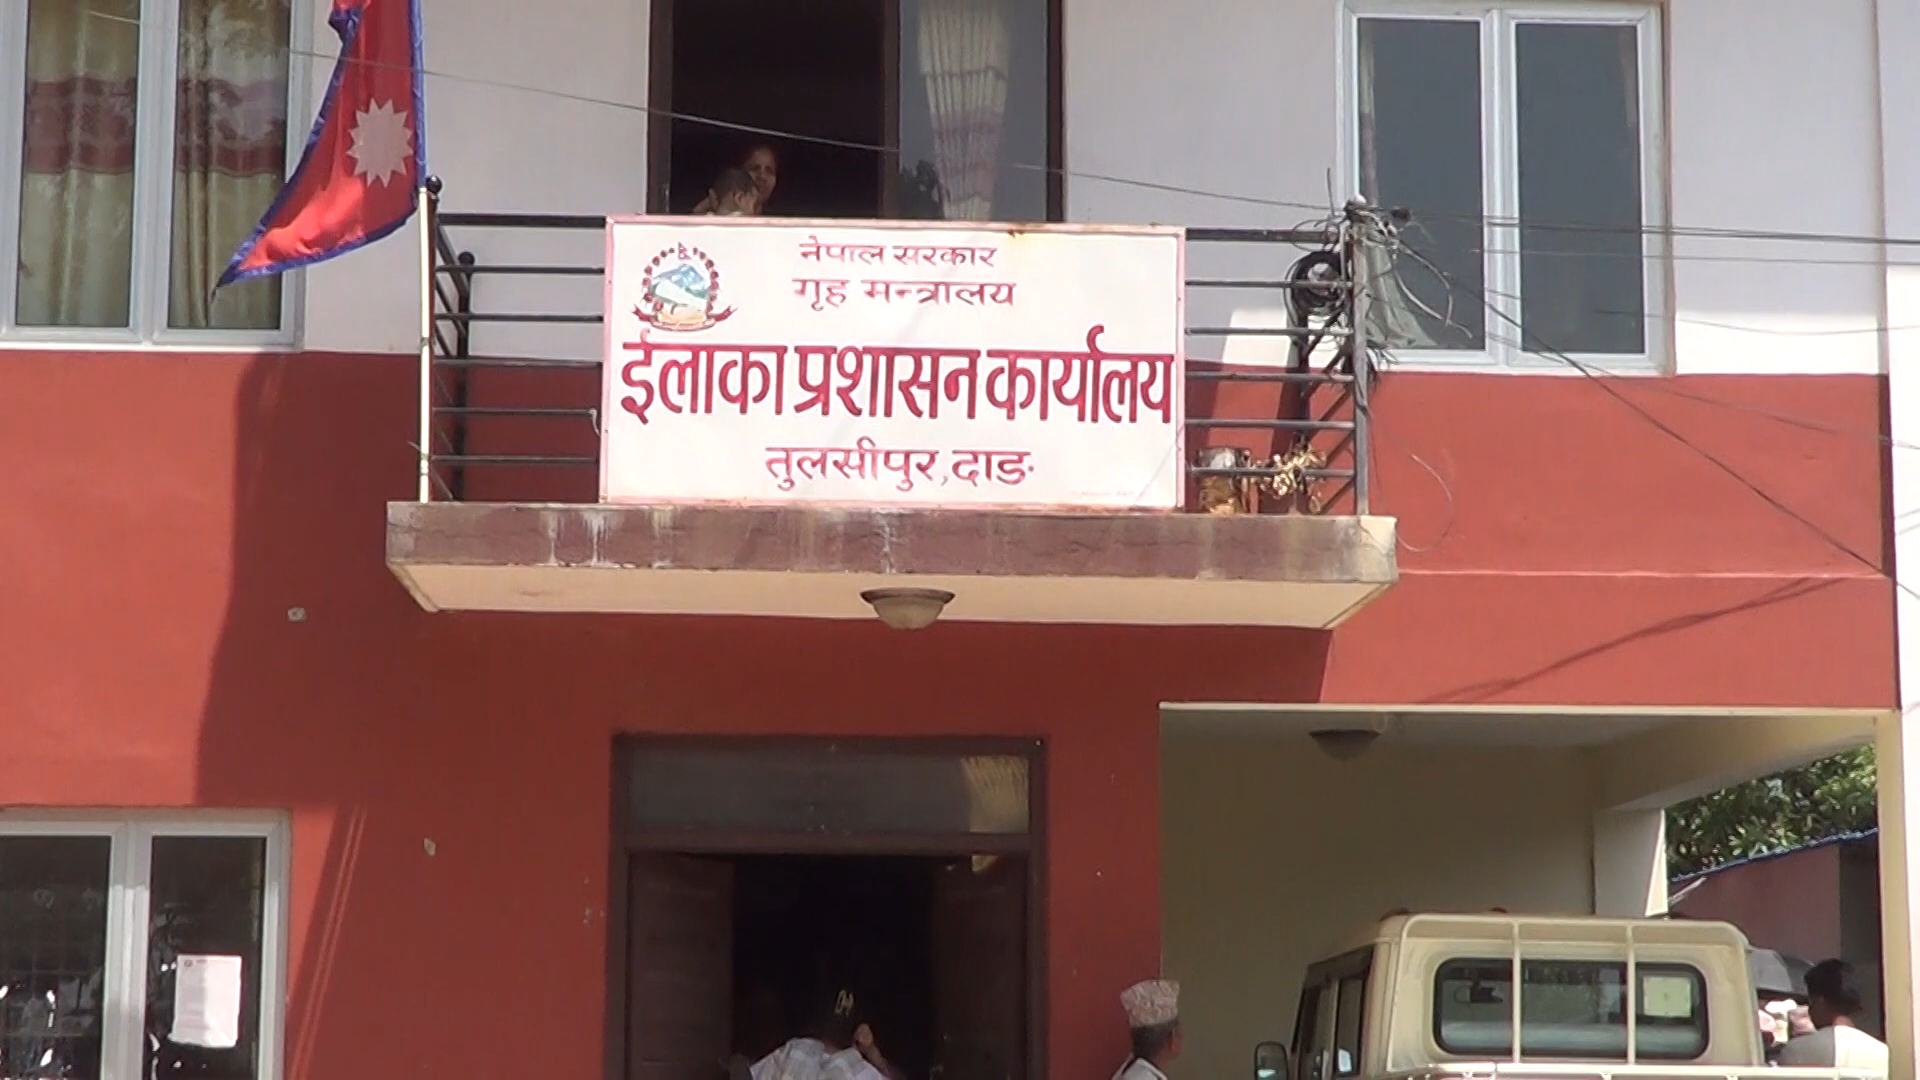 नेपाल सरकार
गृह मन्त्रालय
ईलाका प्रशासन कार्यालय
तुलसीपुर,दाङ